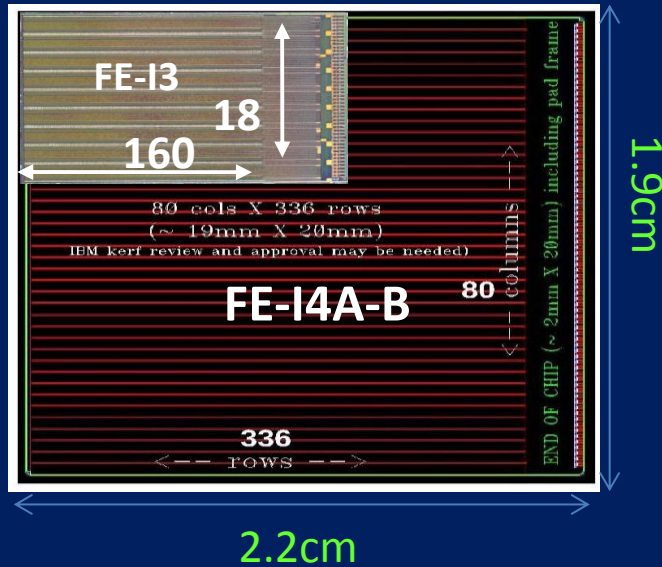 FE-I3
18
160
80 cols X 336 rows
(~ 19mm X 20mm)
IBM kerf review and approval may be needed)
FE-I4A-B
80
<-- columns -->
336
<-- rows -->
END OF CHIP (~ 2mm X 20mm) including pad frame
1.9cm
2.2cm